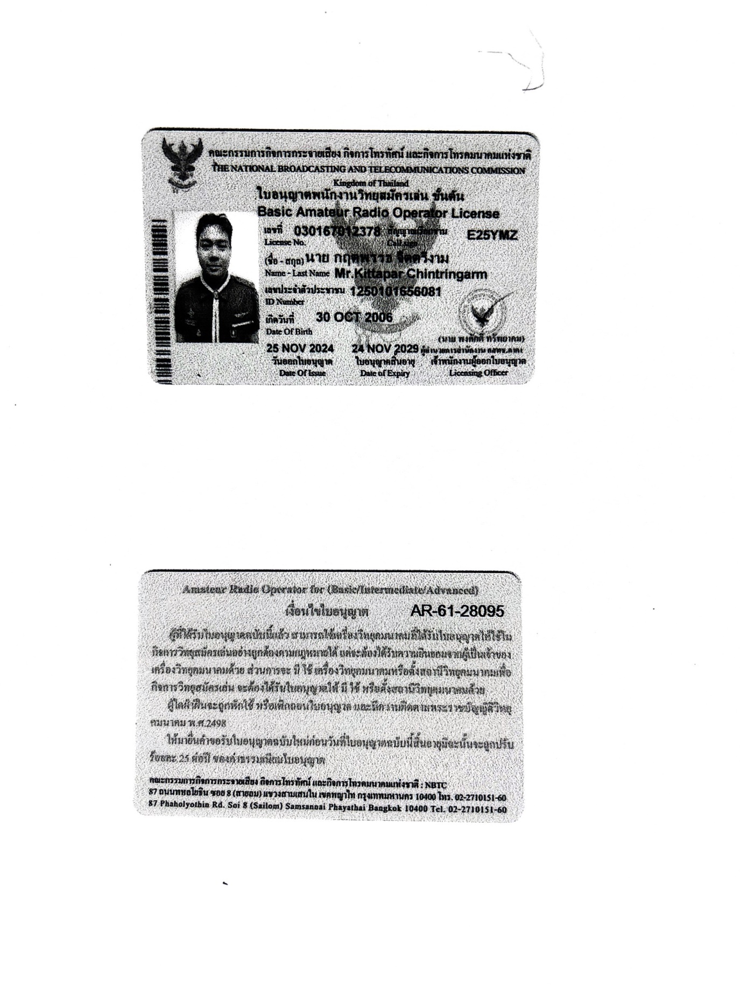 คณะกรรมการกิจการกระจายเสียง กิจการโทรทัศน์ และกิจการโทรคมนาคมแห่งชาติ
THE NATIONAL BROADCASTING AND TELECOMMUNICATIONS COMMISSION
Kingdom of Thailand
ใบอนุญาตพนักงานวิทยุสมัครเล่น ขั้นต้น
Basic Amateur Radio Operator License
เลขที่ 030167012378 สัญญาณเรียกขาน E25YMZ
License No. Call sign
(ชื่อ - สกุล) นาย
Name - Last Name Mr.Kittapar Chintringarm
เลขประจำตัวประชาชน 1250101656081
ID Number
เกิดวันที่ 30 OCT 2006
Date Of Birth
(นาย พงศ์ภักดิ์ ทรัพยาคม)
25 NOV 2024 24 NOV 2029
วันออกใบอนุญาต ใบอนุญาตสิ้นอายุ เจ้าพนักงานผู้ออกใบอนุญาต
Date Of Issue Date of Expiry Licensing Officer
Amateur Radio Operator for (Basic/Intermediate/Advanced)
เงื่อนไขใบอนุญาต AR-61-28095
ผู้ที่ได้รับใบอนุญาตฉบับนี้แล้ว สามารถใช้เครื่องวิทยุคมนาคมที่ได้รับใบอนุญาตให้ใช้ใน
กิจการวิทยุสมัครเล่นอย่างถูกต้องตามกฎหมายได้ แต่จะต้องได้รับความยินยอมจากผู้เป็นเจ้าของ
เครื่องวิทยุคมนาคมด้วย ส่วนการจะ มี ใช้ เครื่องวิทยุคมนาคมหรือตั้งสถานีวิทยุคมนาคมเพื่อ
กิจการวิทยุสมัครเล่น จะต้องได้รับใบอนุญาตให้ มี ใช้ หรือตั้งสถานีวิทยุคมนาคมด้วย
ผู้ใดฝ่าฝืนจะถูกพักใช้ หรือเพิกถอนใบอนุญาต และมีความผิดตามพระราชบัญญัติวิทยุ
คมนาคม พ.ศ.2498
ให้มายื่นคำขอรับใบอนุญาตฉบับใหม่ก่อนวันที่ใบอนุญาตฉบับนี้สิ้นอายุมิฉะนั้นจะถูกปรับ
ร้อยละ 25 ต่อปี ของค่าธรรมเนียมใบอนุญาต
คณะกรรมการกิจการกระจายเสียง กิจการโทรทัศน์ และกิจการโทรคมนาคมแห่งชาติ : NBTC
87 ถนนพหลโยธิน ซอย 8 (สายลม) แขวงสามเสนใน เขตพญาไท กรุงเทพมหานคร 10400 โทร. 02-2710151-60
87 Phaholyothin Rd. Soi 8 (Sailom) Samsannai Phayathai Bangkok 10400 Tel. 02-2710151-60